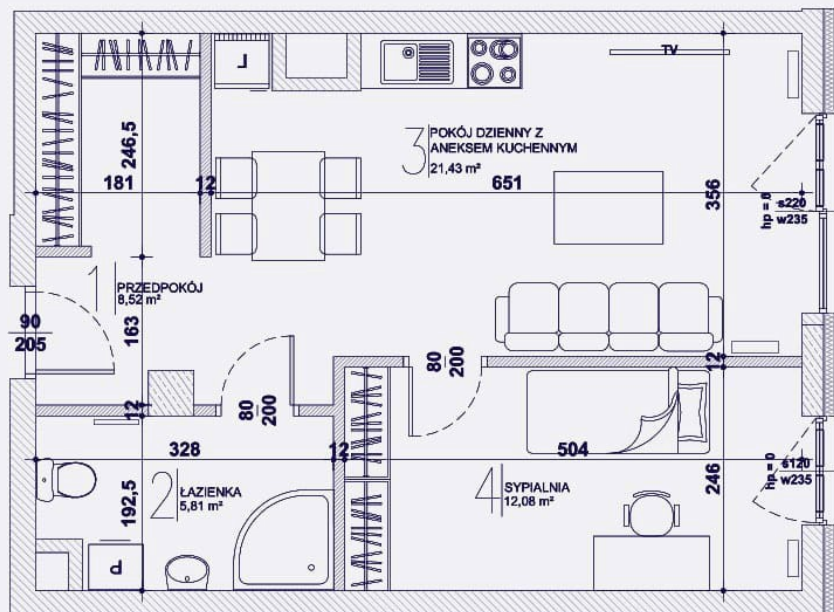 TV
3
POKÓJ DZIENNY Z
ANEKSEM KUCHENNYM
21,43 m²
246,5
181
12
651
356
hp = 0
s220
w235
1
PRZEDPOKÓJ
8,52 m²
163
90
205
12
80
200
80
200
12
328
12
504
2
ŁAZIENKA
5,81 m²
192,5
4
SYPIALNIA
12,08 m²
246
hp = 0
s120
w235
L
P